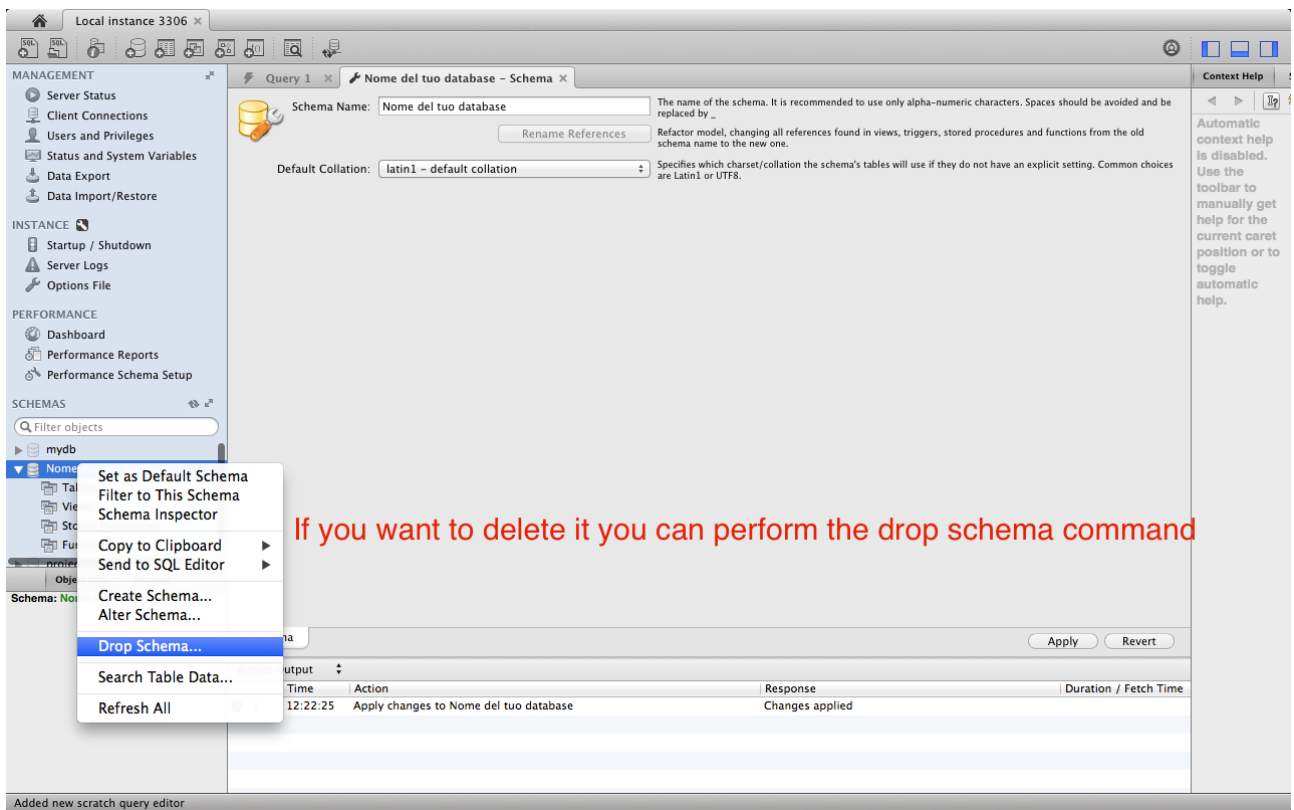 Local instance 3306 ×
MANAGEMENT
Server Status
Client Connections
Users and Privileges
Status and System Variables
Data Export
Data Import/Restore
INSTANCE
Startup / Shutdown
Server Logs
Options File
PERFORMANCE
Dashboard
Performance Reports
Performance Schema Setup
SCHEMAS
Filter objects
mydb
Nome
Set as Default Schema
Filter to This Schema
Schema Inspector
Copy to Clipboard
Send to SQL Editor
Create Schema...
Alter Schema...
Drop Schema...
Search Table Data...
Refresh All
Schema:
Query 1 ×
Nome del tuo database - Schema ×
Schema Name: Nome del tuo database
The name of the schema. It is recommended to use only alpha-numeric characters. Spaces should be avoided and be
replaced by _
Rename References
Refactor model, changing all references found in views, triggers, stored procedures and functions from the old
schema name to the new one.
Default Collation: latin1 - default collation
Specifies which charset/collation the schema's tables will use if they do not have an explicit setting. Common choices
are Latin1 or UTF8.
If you want to delete it you can perform the drop schema command
Apply Revert
Time Action Response Duration / Fetch Time
12:22:25 Apply changes to Nome del tuo database Changes applied
Context Help
Automatic
context help
is disabled.
Use the
toolbar to
manually get
help for the
current caret
position or to
toggle
automatic
help.
Added new scratch query editor